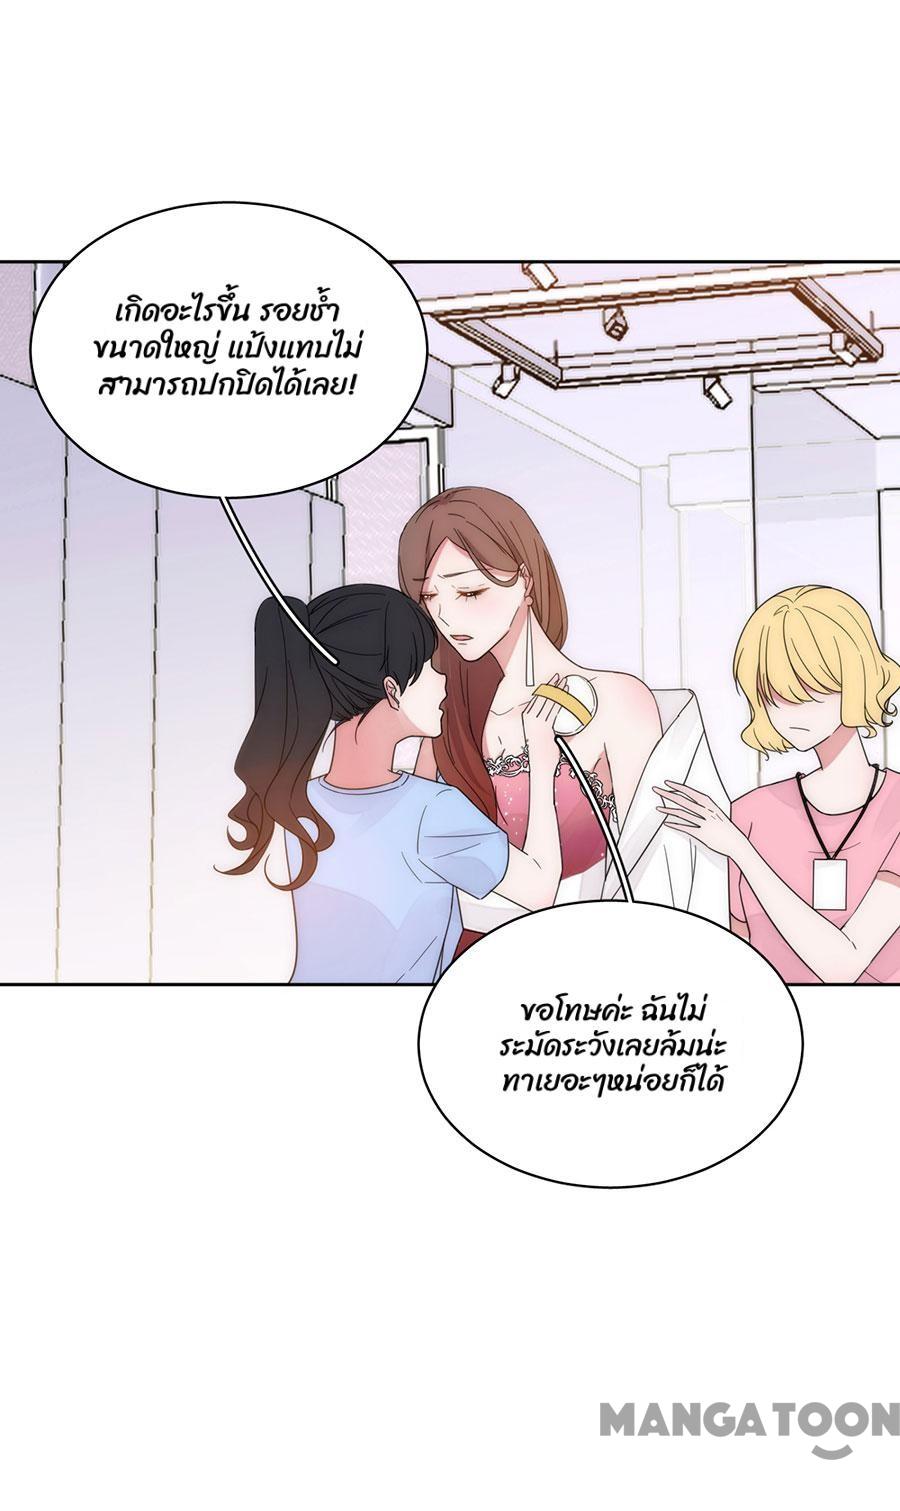 เกิดอะไรขึ้น รอยช้ำ
ขนาดใหญ่ แป้งแทบไม่
สามารถปกปิดได้เลย!
ขอโทษค่ะ ฉันไม่
ระมัดระวังเลยล้มน่ะ
ทาเยอะๆหน่อยก็ได้
MANGATOON